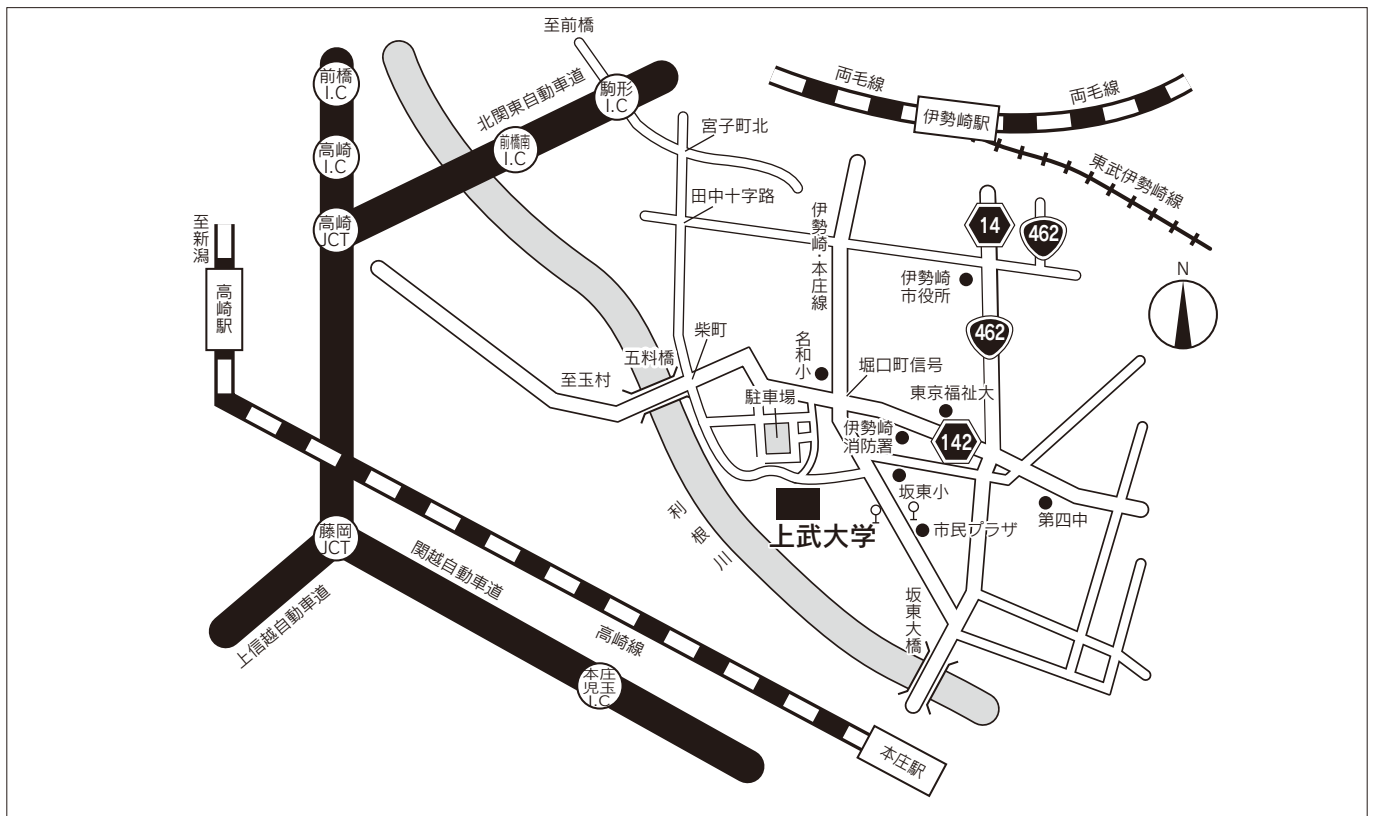 至前橋
前橋
I.C
北関東自動車道
駒形
I.C
両毛線
両毛線
伊勢崎駅
宮子町北
高崎
I.C
前橋南
I.C
東武伊勢崎線
田中十字路
伊勢崎・本庄線
14
462
至新潟
高崎
JCT
伊勢崎
市役所
N
高崎駅
462
柴町
名和小
五料橋
堀口町信号
至玉村
東京福祉大
駐車場
伊勢崎
消防署
142
坂東小
第四中
利根川
上武大学
市民プラザ
藤岡
JCT
関越自動車道
坂東大橋
上信越自動車道
高崎線
本庄
児玉
I.C
本庄駅